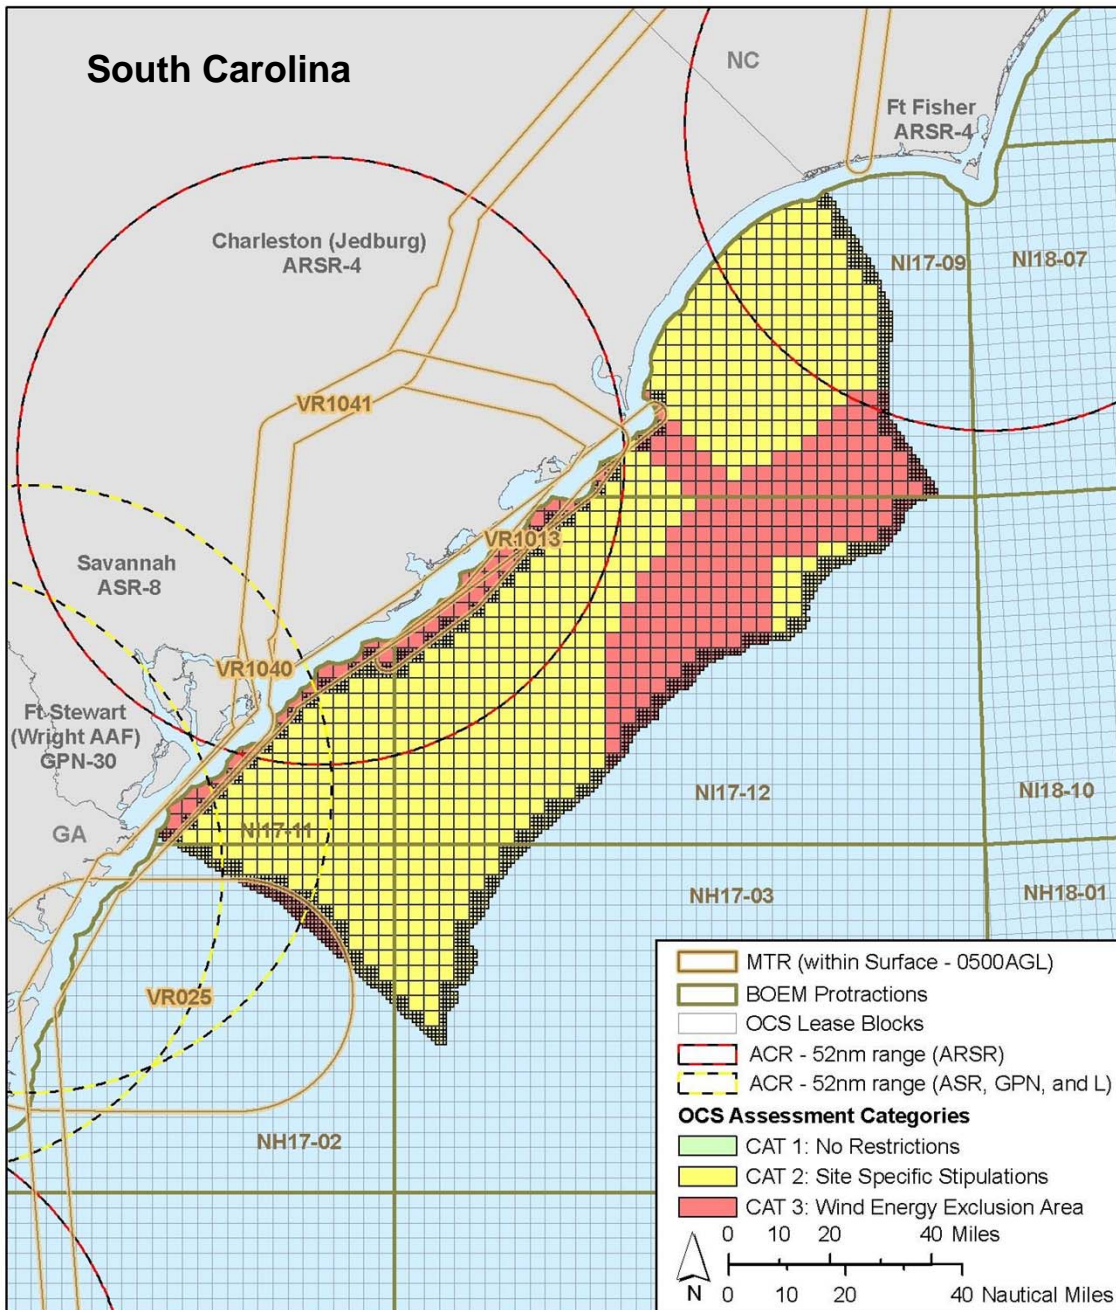 South Carolina
NC
Ft Fisher
ARSR-4
Charleston (Jedburg)
ARSR-4
NI17-09
NI18-07
VR1041
VR1013
Savannah
ASR-8
VR1040
Ft Stewart
(Wright AAF)
GPN-30
NI17-12
NI18-10
GA
NI17-11
NH17-03
NH18-01
VR025
NH17-02
MTR (within Surface - 0500AGL)
BOEM Protractions
OCS Lease Blocks
ACR - 52nm range (ARSR)
ACR - 52nm range (ASR, GPN, and L)
OCS Assessment Categories
CAT 1: No Restrictions
CAT 2: Site Specific Stipulations
CAT 3: Wind Energy Exclusion Area
0 10 20 40 Miles
N
0 10 20 40 Nautical Miles